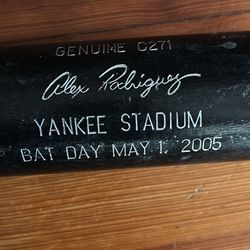 GENUINE C271
Alex Rodriguez
YANKEE STADIUM
BAT DAY MAY 1, 2005